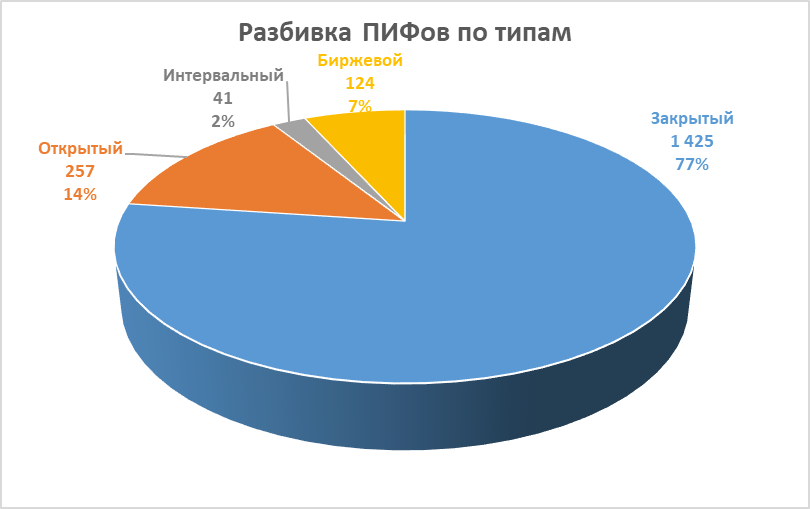 Разбивка ПИФов по типам
Биржевой
124
7%
Интервальный
41
2%
Открытый
257
14%
Закрытый
1 425
77%